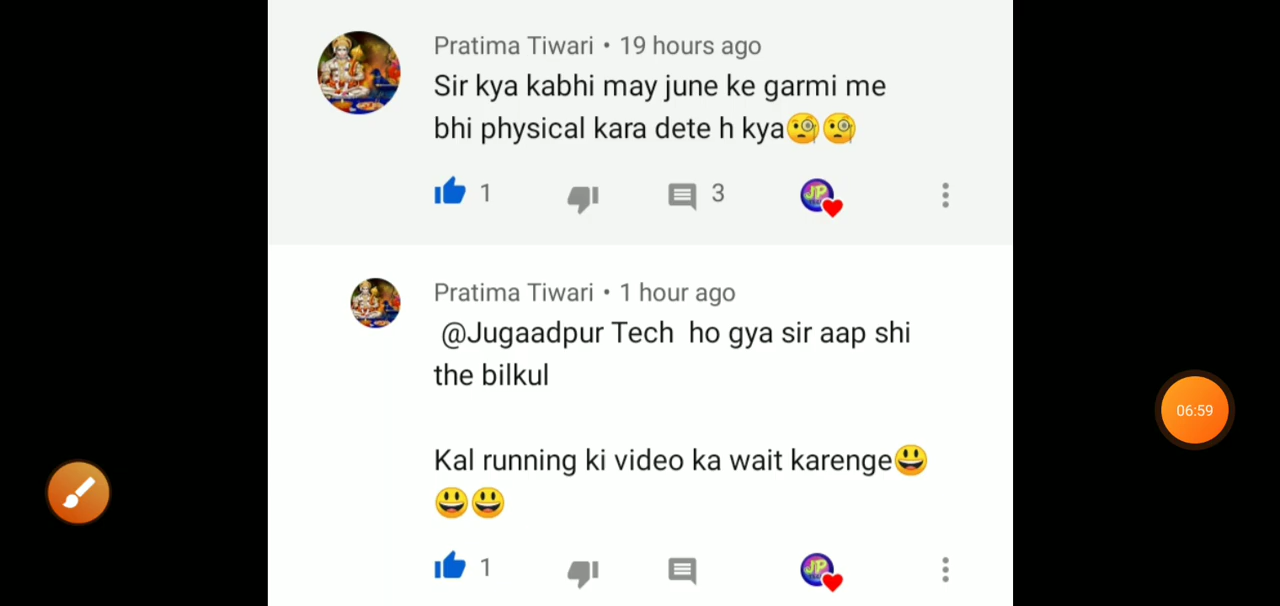 Pratima Tiwari • 19 hours ago
Sir kya kabhi may june ke garmi me
bhi physical kara dete h kya🧐🧐
1
3
JP
Pratima Tiwari • 1 hour ago
@Jugaadpur Tech ho gya sir aap shi
the bilkul
06:59
Kal running ki video ka wait karenge😃
😃😃
1
JP